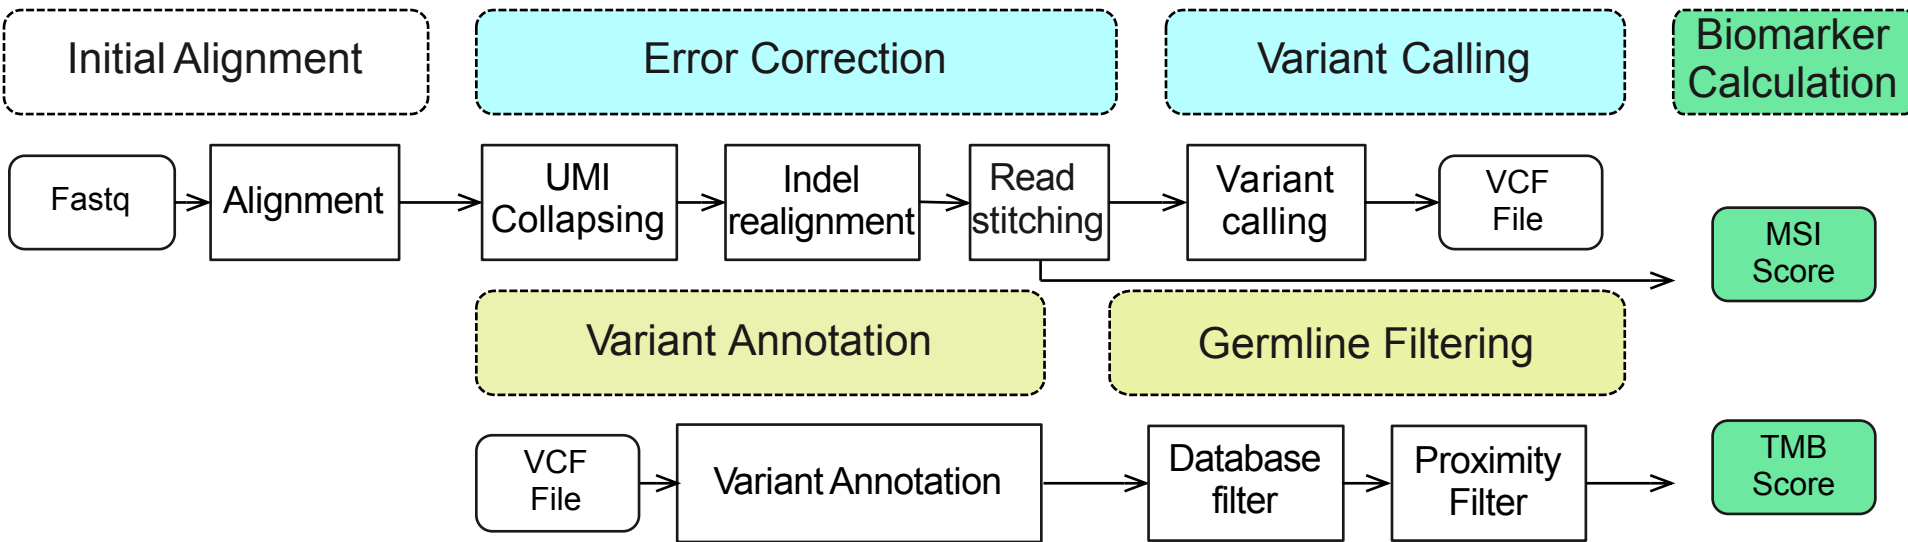 Initial Alignment
Error Correction
Variant Calling
Biomarker
Calculation
Fastq
Alignment
UMI
Collapsing
Indel
realignment
Read
stitching
Variant
calling
VCF
File
MSI
Score
Variant Annotation
Germline Filtering
VCF
File
Variant Annotation
Database
filter
Proximity
Filter
TMB
Score